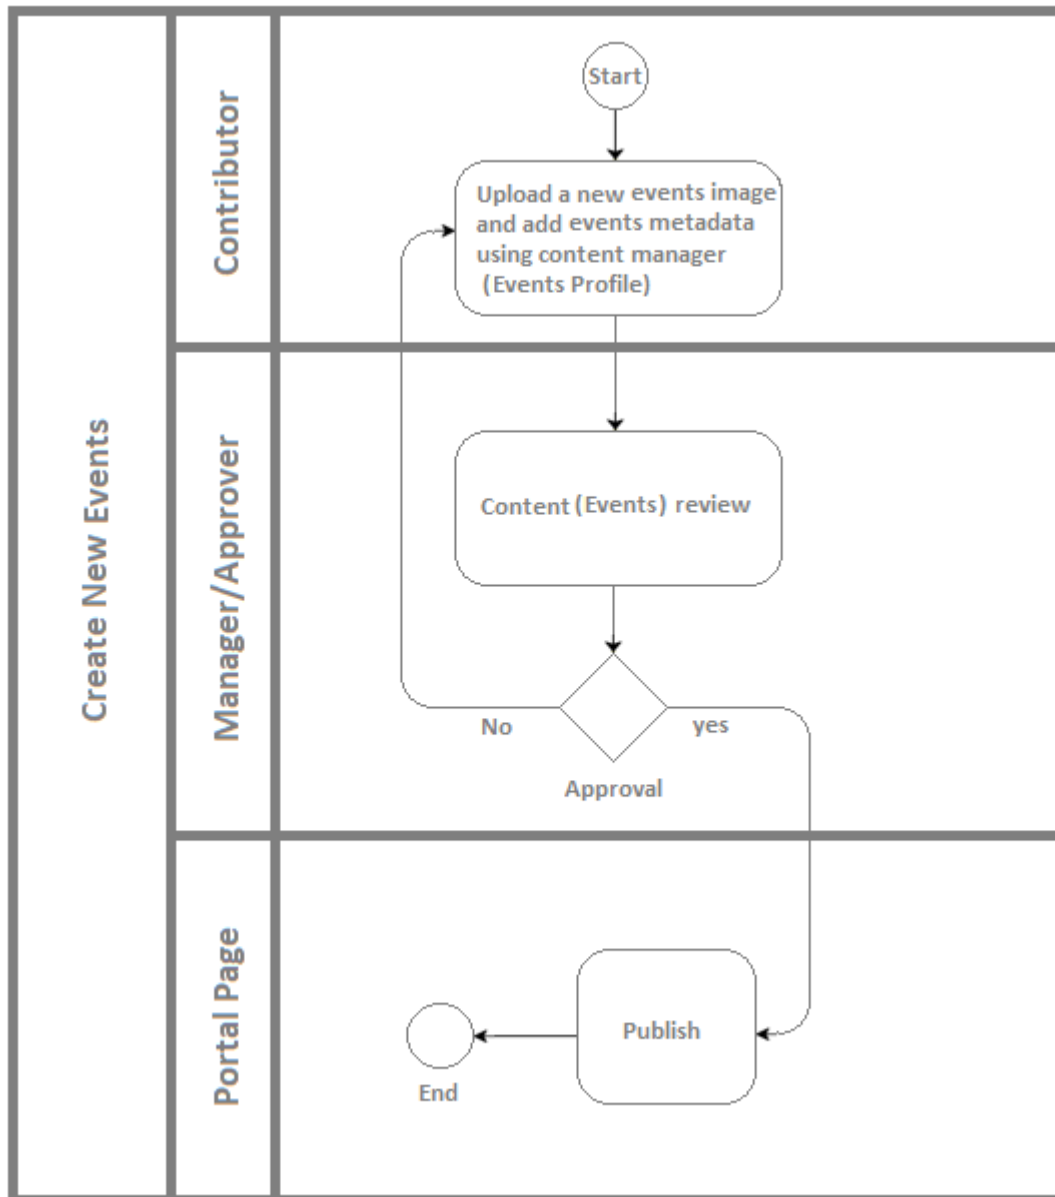 Create New Events
Contributor
Start
Upload a new events image
and add events metadata
using content manager
(Events Profile)
Manager/Approver
Content (Events) review
No
yes
Approval
Portal Page
Publish
End